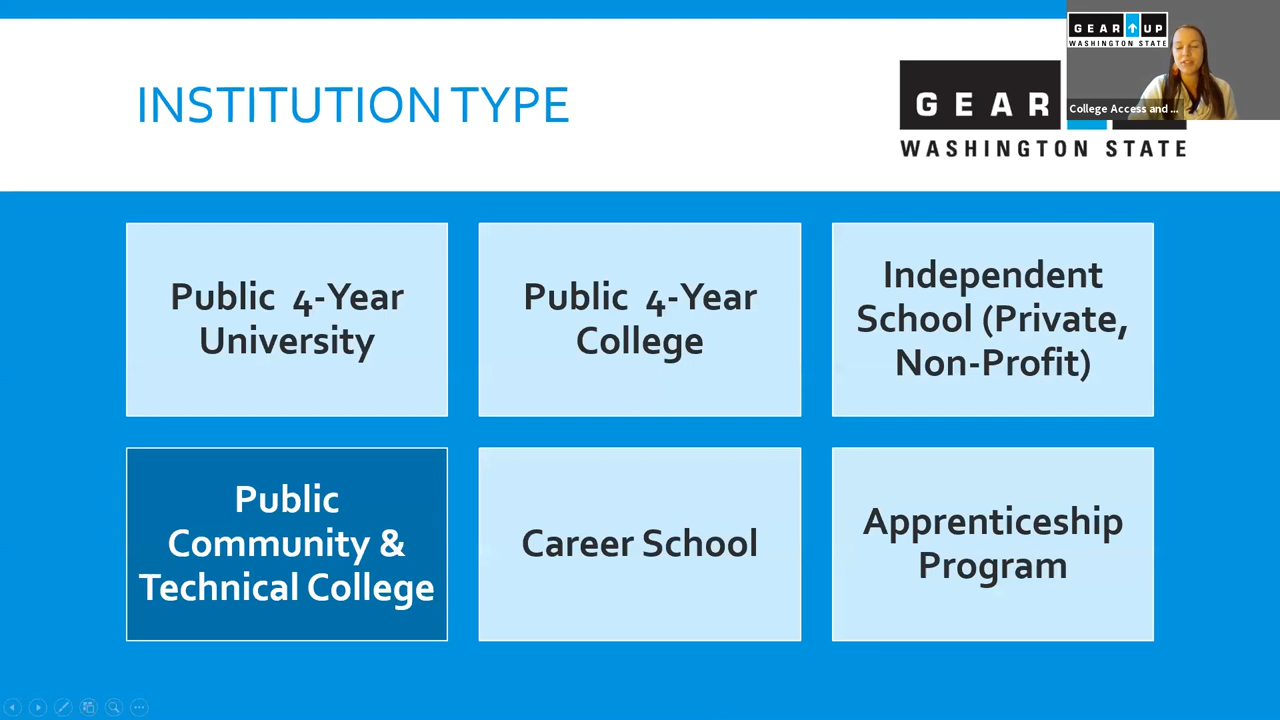 INSTITUTION TYPE
GEAR
WASHINGTON STATE
GEAR UP
WASHINGTON STATE
College Access and ...
Public 4-Year
University
Public 4-Year
College
Independent
School (Private,
Non-Profit)
Public
Community &
Technical College
Career School
Apprenticeship
Program